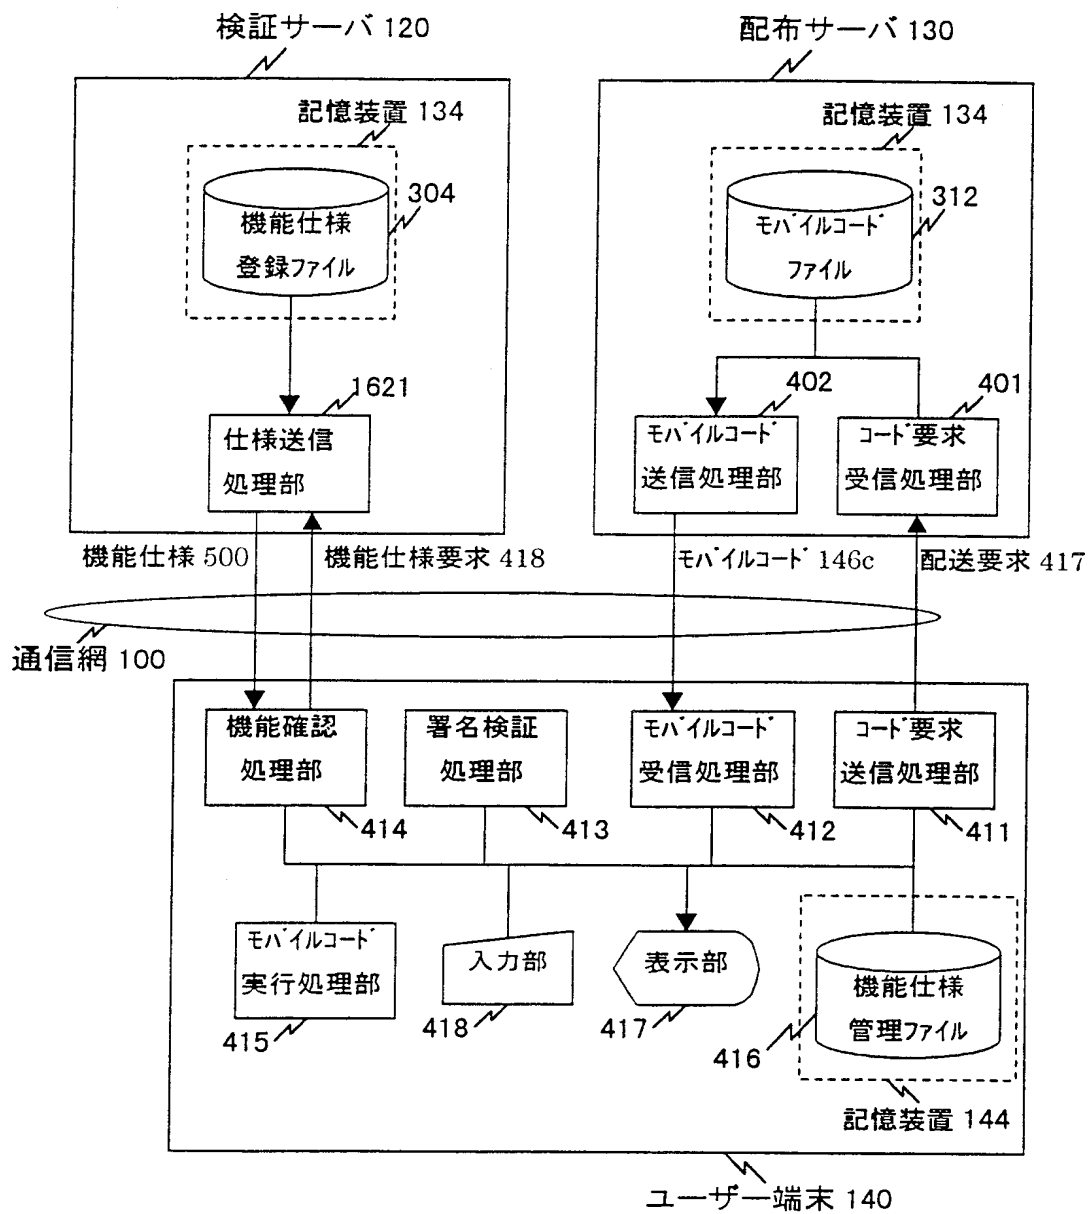 検証サーバ 120
配布サーバ 130
記憶装置 134
記憶装置 134
機能仕様
登録ファイル
304
モバイルコード
ファイル
312
1621
仕様送信
処理部
402
モバイルコード
送信処理部
401
コード要求
受信処理部
機能仕様 500
機能仕様要求 418
モバイルコード 146c
配送要求 417
通信網 100
機能確認
処理部
414
署名検証
処理部
413
モバイルコード
受信処理部
412
コード要求
送信処理部
411
モバイルコード
実行処理部
415
入力部
418
表示部
417
機能仕様
管理ファイル
416
記憶装置 144
ユーザー端末 140